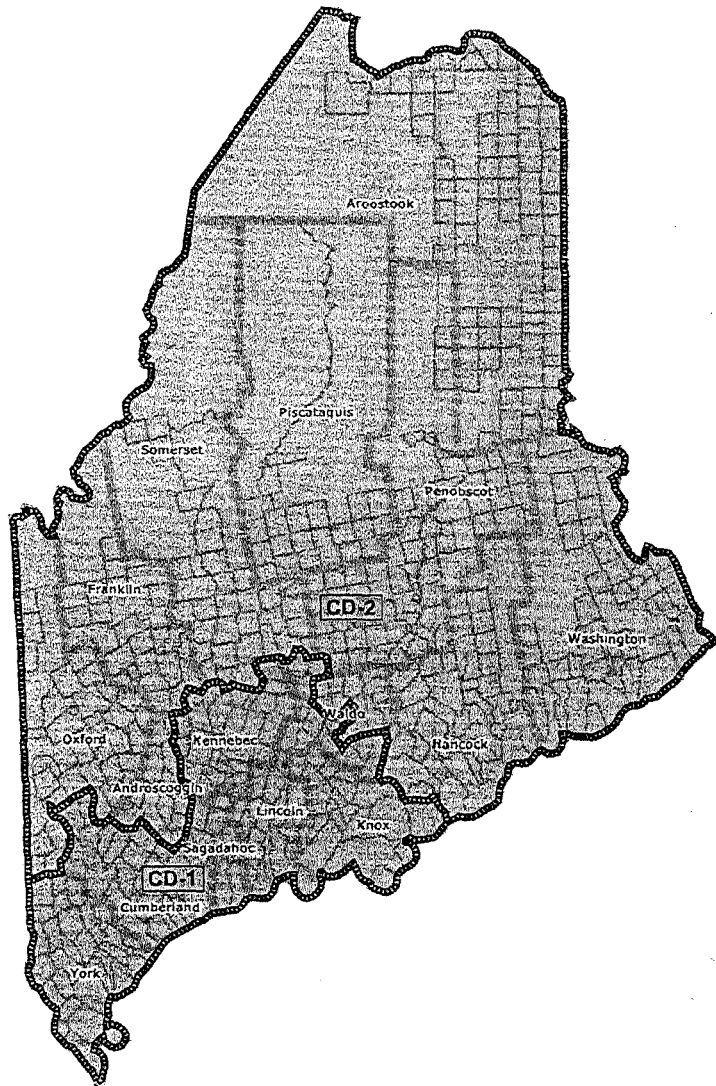 Aroostook
Piscataquis
Somerset
Penobscot
Franklin
CD-2
Washington
Waldo
Oxford
Kennebec
Hancock
Androscoggin
Lincoln
Knox
Sagadahoc
CD-1
Cumberland
York